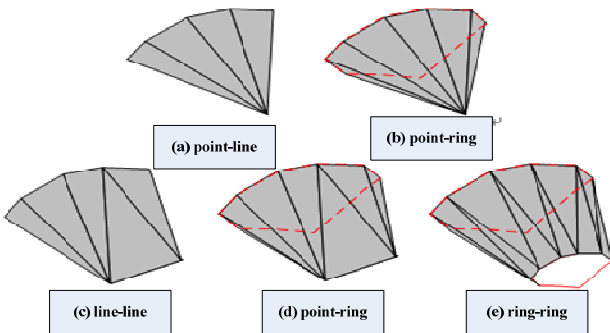 (a) point-line
(b) point-ring
(c) line-line
(d) point-ring
(e) ring-ring